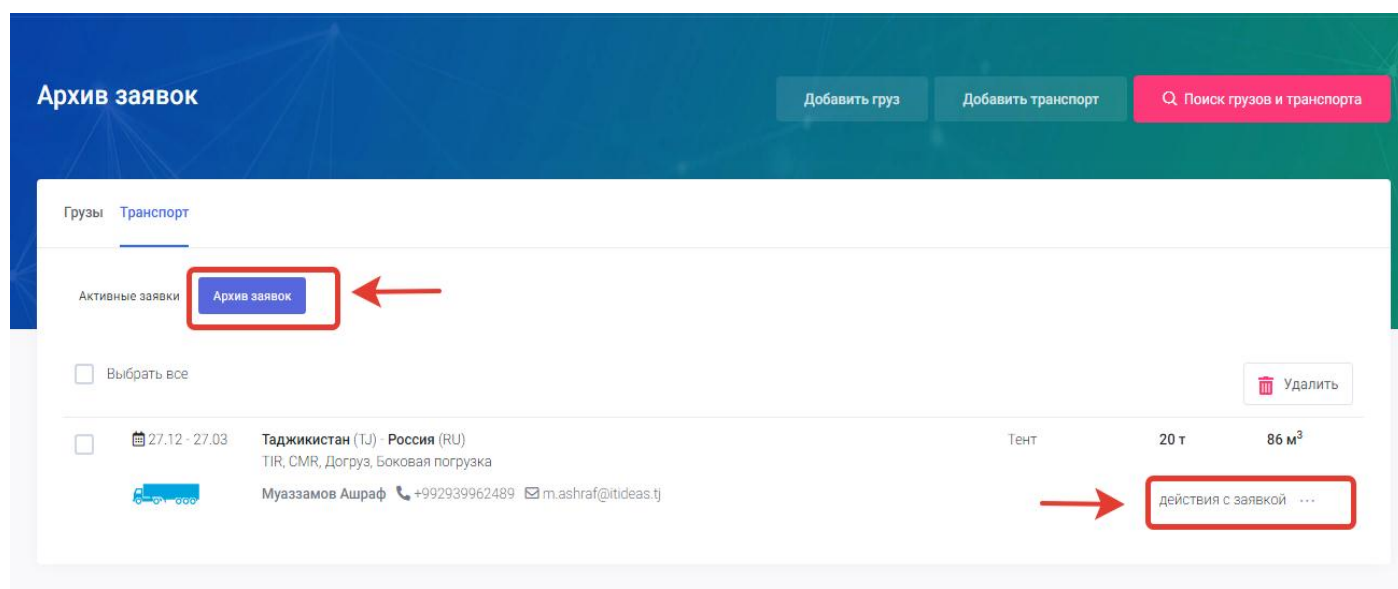 Архив заявок
Добавить груз
Добавить транспорт
Поиск грузов и транспорта
Грузы Транспорт
Активные заявки Архив заявок
Выбрать все
Удалить
27.12 - 27.03 Таджикистан (TJ) - Россия (RU) Тент 20 т 86 м³
TIR, CMR, Догруз, Боковая погрузка
Муаззамов Ашраф +992939962489 m.ashraf@itideas.tj
действия с заявкой ...